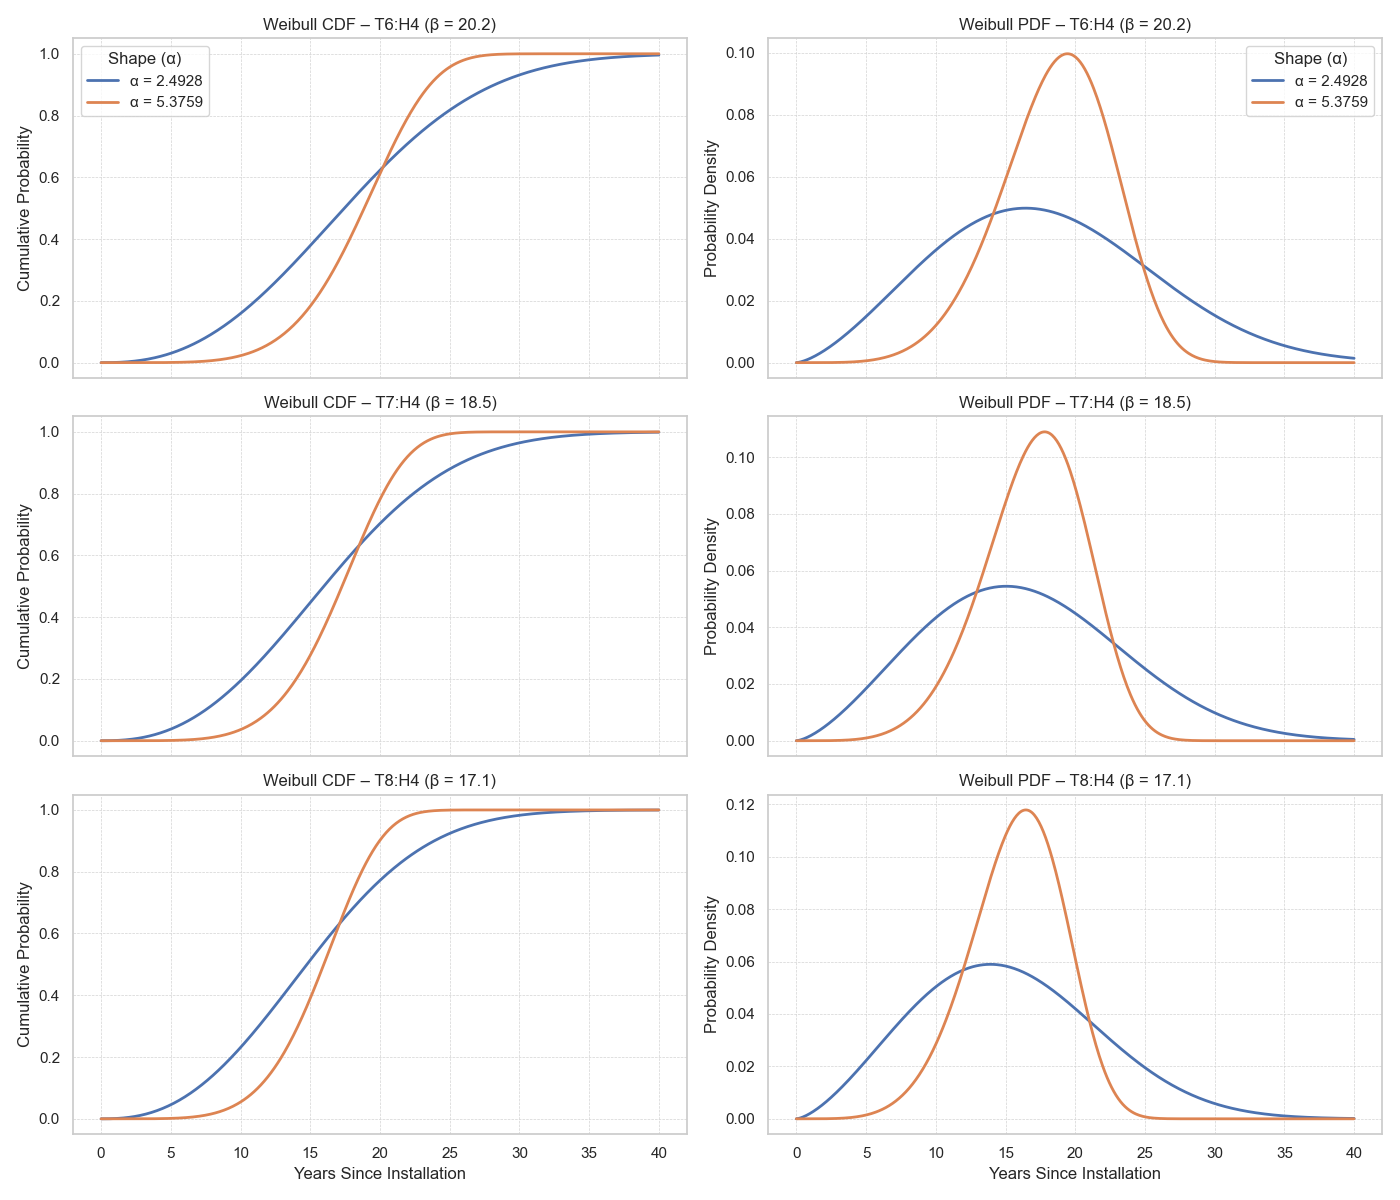 Weibull CDF – T6:H4 (β = 20.2)
Cumulative Probability
1.0
0.8
0.6
0.4
0.2
0.0
Shape (α)
α = 2.4928
α = 5.3759
Weibull PDF – T6:H4 (β = 20.2)
Probability Density
0.10
0.08
0.06
0.04
0.02
0.00
Shape (α)
α = 2.4928
α = 5.3759
Weibull CDF – T7:H4 (β = 18.5)
Cumulative Probability
1.0
0.8
0.6
0.4
0.2
0.0
Weibull PDF – T7:H4 (β = 18.5)
Probability Density
0.10
0.08
0.06
0.04
0.02
0.00
Weibull CDF – T8:H4 (β = 17.1)
Cumulative Probability
1.0
0.8
0.6
0.4
0.2
0.0
0 5 10 15 20 25 30 35 40
Years Since Installation
Weibull PDF – T8:H4 (β = 17.1)
Probability Density
0.12
0.10
0.08
0.06
0.04
0.02
0.00
0 5 10 15 20 25 30 35 40
Years Since Installation